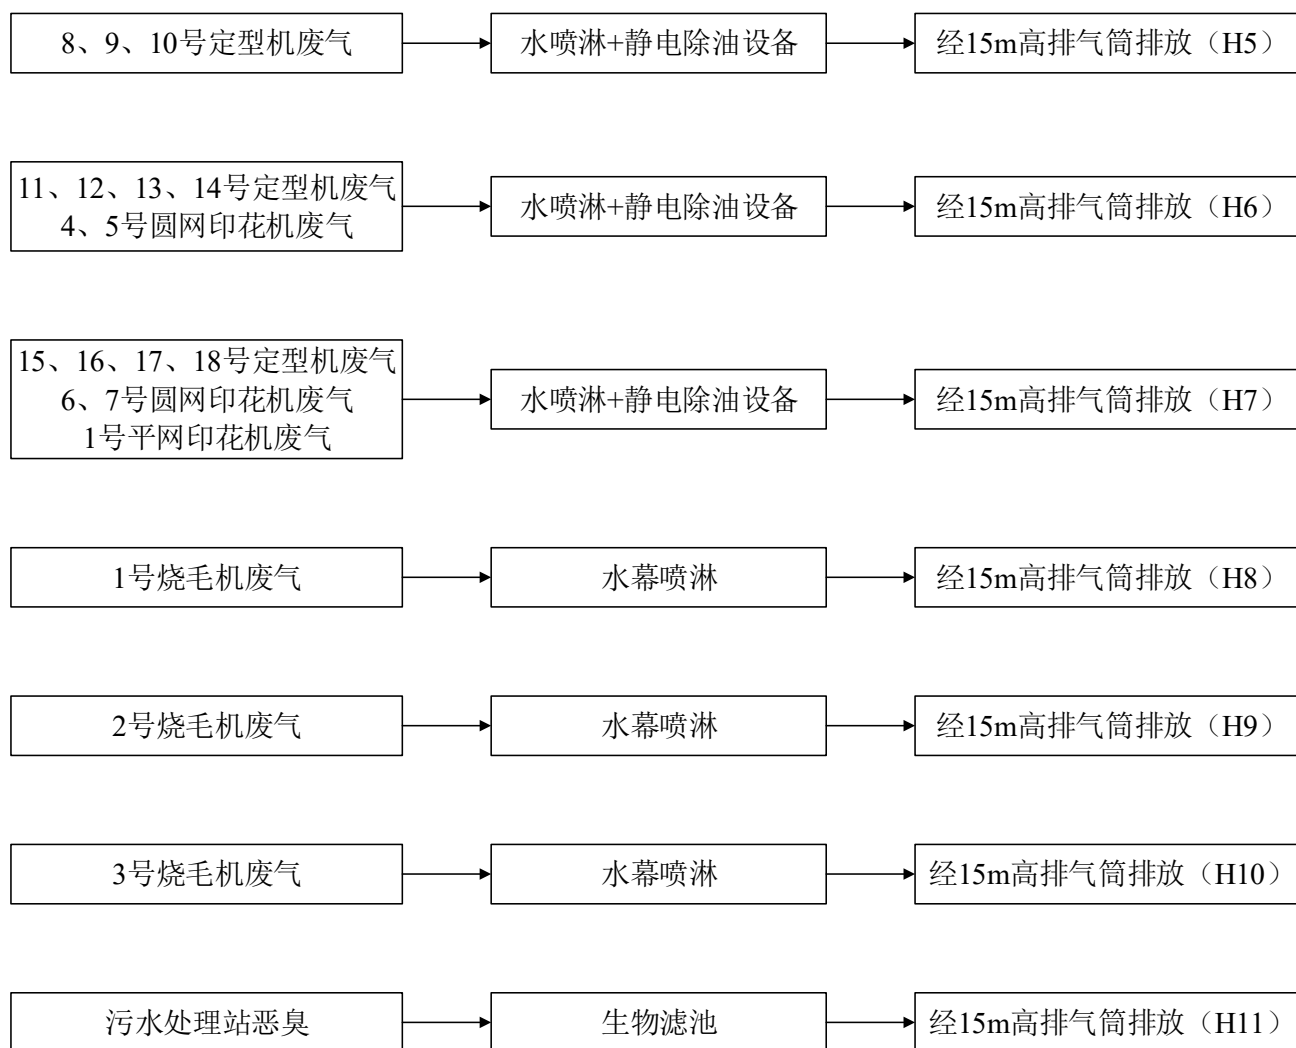 8、9、10号定型机废气
水喷淋+静电除油设备
经15m高排气筒排放（H5）
11、12、13、14号定型机废气
4、5号圆网印花机废气
水喷淋+静电除油设备
经15m高排气筒排放（H6）
15、16、17、18号定型机废气
6、7号圆网印花机废气
1号平网印花机废气
水喷淋+静电除油设备
经15m高排气筒排放（H7）
1号烧毛机废气
水幕喷淋
经15m高排气筒排放（H8）
2号烧毛机废气
水幕喷淋
经15m高排气筒排放（H9）
3号烧毛机废气
水幕喷淋
经15m高排气筒排放（H10）
污水处理站恶臭
生物滤池
经15m高排气筒排放（H11）